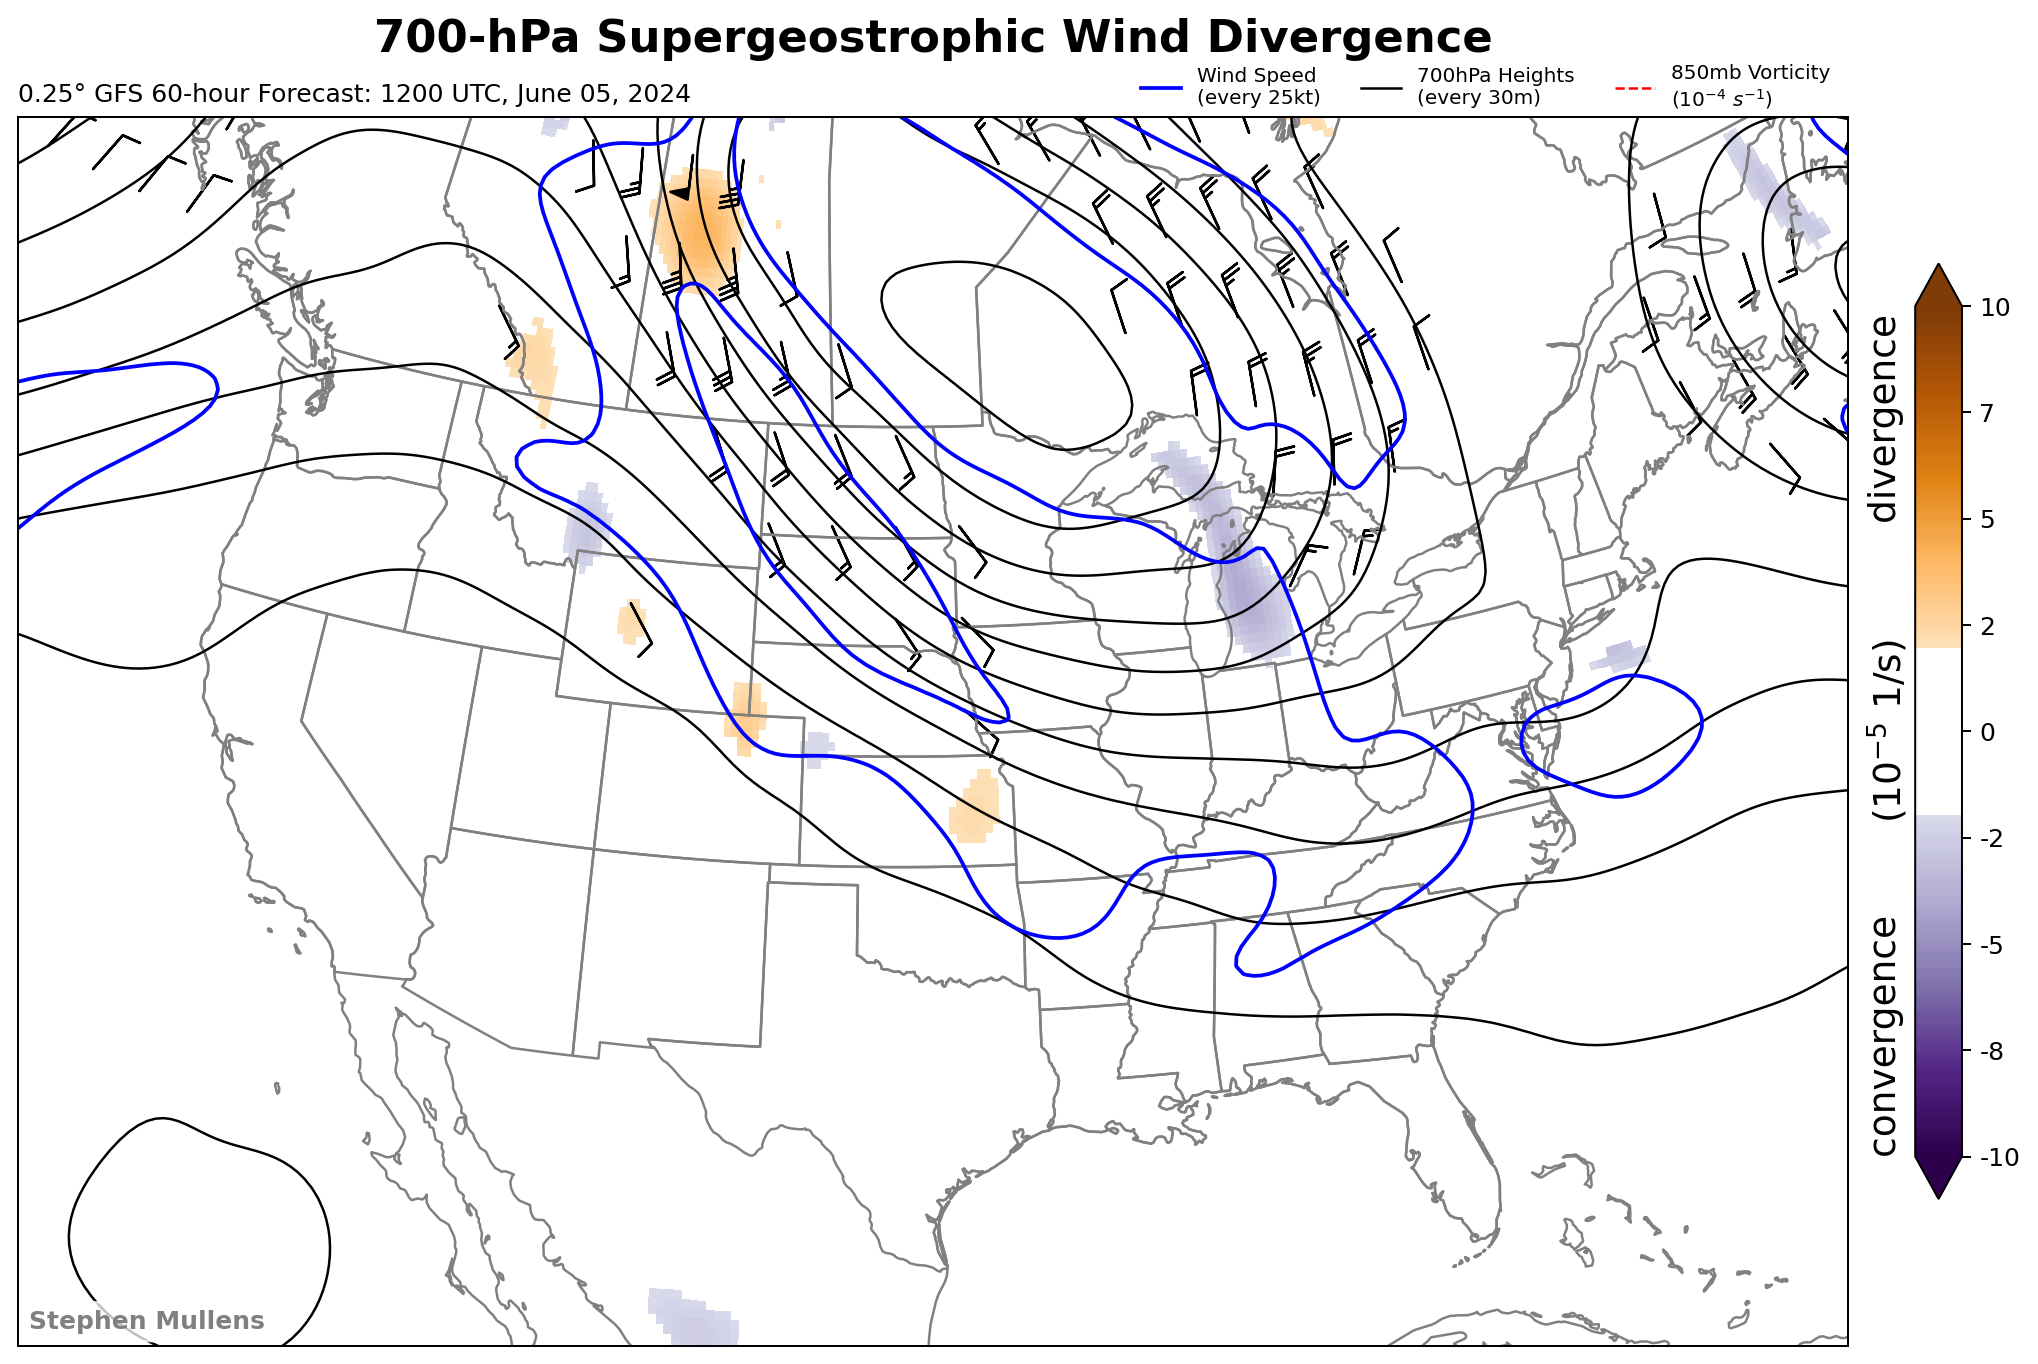 700-hPa Supergeostrophic Wind Divergence
0.25° GFS 60-hour Forecast: 1200 UTC, June 05, 2024
Wind Speed
(every 25kt)
700hPa Heights
(every 30m)
850mb Vorticity
(10⁻⁴ s⁻¹)
10
7
5
2
0
-2
-5
-8
-10
convergence (10⁻⁵ 1/s) divergence
Stephen Mullens